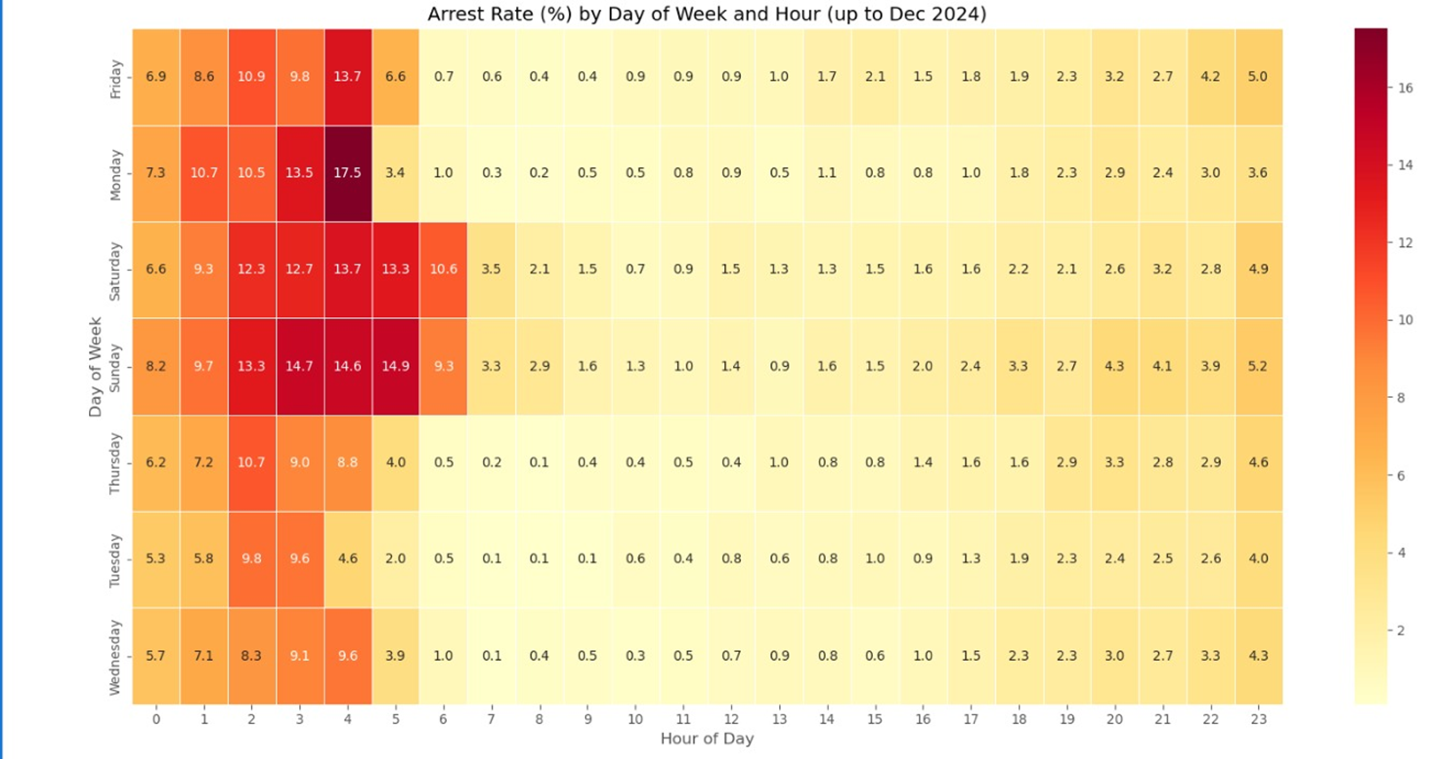 Arrest Rate (%) by Day of Week and Hour (up to Dec 2024)
Day of Week
Friday 6.9 8.6 10.9 9.8 13.7 6.6 0.7 0.6 0.4 0.4 0.9 0.9 0.9 1.0 1.7 2.1 1.5 1.8 1.9 2.3 3.2 2.7 4.2 5.0
Monday 7.3 10.7 10.5 13.5 17.5 3.4 1.0 0.3 0.2 0.5 0.5 0.8 0.9 0.5 1.1 0.8 0.8 1.0 1.8 2.3 2.9 2.4 3.0 3.6
Saturday 6.6 9.3 12.3 12.7 13.7 13.3 10.6 3.5 2.1 1.5 0.7 0.9 1.5 1.3 1.3 1.5 1.6 1.6 2.2 2.1 2.6 3.2 2.8 4.9
Sunday 8.2 9.7 13.3 14.7 14.6 14.9 9.3 3.3 2.9 1.6 1.3 1.0 1.4 0.9 1.6 1.5 2.0 2.4 3.3 2.7 4.3 4.1 3.9 5.2
Thursday 6.2 7.2 10.7 9.0 8.8 4.0 0.5 0.2 0.1 0.4 0.4 0.5 0.4 1.0 0.8 0.8 1.4 1.6 1.6 2.9 3.3 2.8 2.9 4.6
Tuesday 5.3 5.8 9.8 9.6 4.6 2.0 0.5 0.1 0.1 0.1 0.6 0.4 0.8 0.6 0.8 1.0 0.9 1.3 1.9 2.3 2.4 2.5 2.6 4.0
Wednesday 5.7 7.1 8.3 9.1 9.6 3.9 1.0 0.1 0.4 0.5 0.3 0.5 0.7 0.9 0.8 0.6 1.0 1.5 2.3 2.3 3.0 2.7 3.3 4.3
0 1 2 3 4 5 6 7 8 9 10 11 12 13 14 15 16 17 18 19 20 21 22 23
Hour of Day
16
14
12
10
8
6
4
2